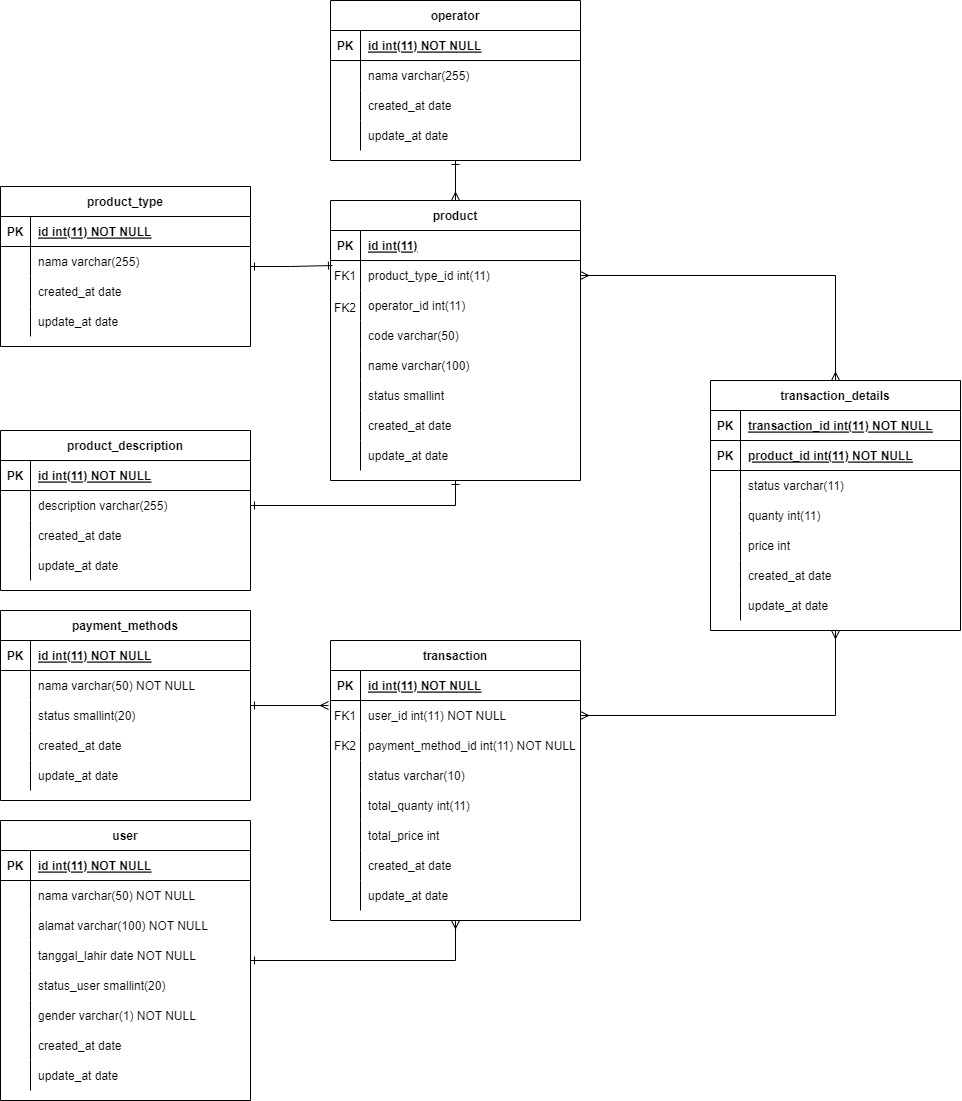 operator
PK id int(11) NOT NULL
nama varchar(255)
created_at date
update_at date
product_type
PK id int(11) NOT NULL
nama varchar(255)
created_at date
update_at date
product
PK id int(11)
FK1 product_type_id int(11)
FK2 operator_id int(11)
code varchar(50)
name varchar(100)
status smallint
created_at date
update_at date
transaction_details
PK transaction_id int(11) NOT NULL
PK product_id int(11) NOT NULL
status varchar(11)
quanty int(11)
price int
created_at date
update_at date
product_description
PK id int(11) NOT NULL
description varchar(255)
created_at date
update_at date
payment_methods
PK id int(11) NOT NULL
nama varchar(50) NOT NULL
status smallint(20)
created_at date
update_at date
transaction
PK id int(11) NOT NULL
FK1 user_id int(11) NOT NULL
FK2 payment_method_id int(11) NOT NULL
status varchar(10)
total_quanty int(11)
total_price int
created_at date
update_at date
user
PK id int(11) NOT NULL
nama varchar(50) NOT NULL
alamat varchar(100) NOT NULL
tanggal_lahir date NOT NULL
status_user smallint(20)
gender varchar(1) NOT NULL
created_at date
update_at date